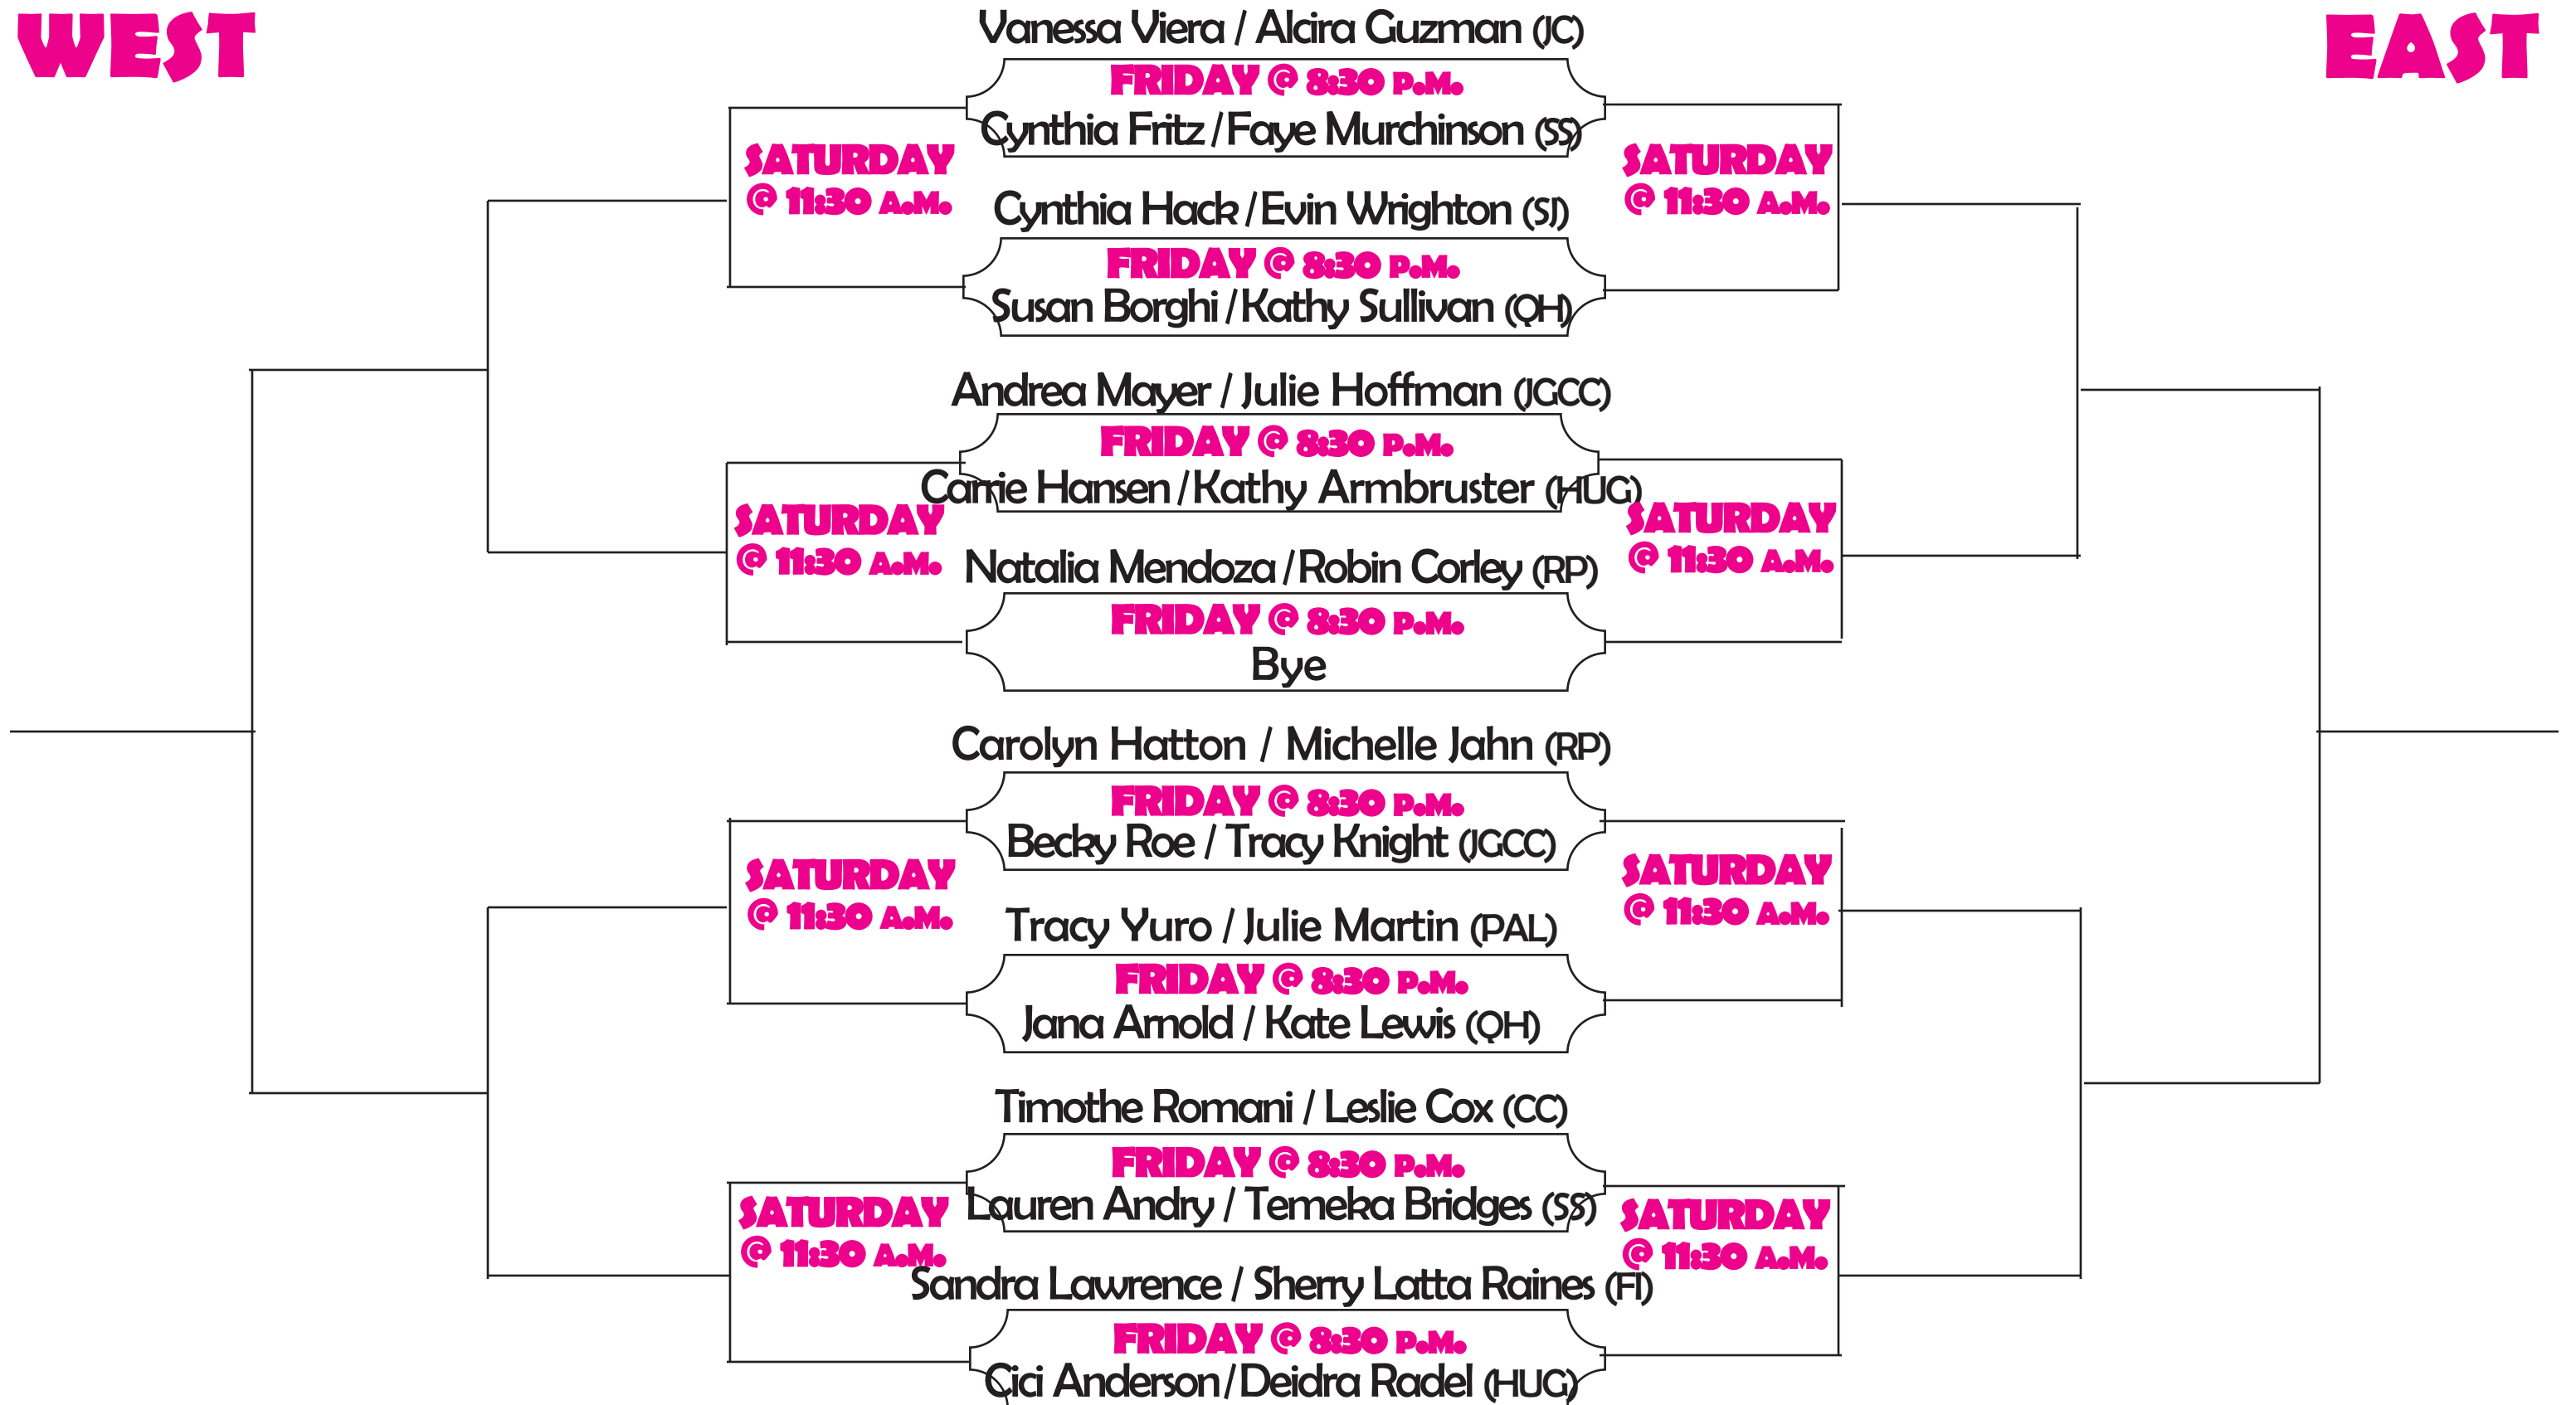 WEST
EAST
Vanessa Viera / Alcira Guzman (JC)
FRIDAY @ 8:30 P.M.
Cynthia Fritz / Faye Murchinson (SS)
SATURDAY
@ 11:30 A.M.
SATURDAY
@ 11:30 A.M.
Cynthia Hack / Evin Wrighton (SJ)
FRIDAY @ 8:30 P.M.
Susan Borghi / Kathy Sullivan (QH)
Andrea Mayer / Julie Hoffman (JGCC)
FRIDAY @ 8:30 P.M.
Carrie Hansen / Kathy Armbruster (HUG)
SATURDAY
@ 11:30 A.M.
SATURDAY
@ 11:30 A.M.
Natalia Mendoza / Robin Corley (RP)
FRIDAY @ 8:30 P.M.
Bye
Carolyn Hatton / Michelle Jahn (RP)
FRIDAY @ 8:30 P.M.
Becky Roe / Tracy Knight (JGCC)
SATURDAY
@ 11:30 A.M.
SATURDAY
@ 11:30 A.M.
Tracy Yuro / Julie Martin (PAL)
FRIDAY @ 8:30 P.M.
Jana Arnold / Kate Lewis (QH)
Timothe Romani / Leslie Cox (CC)
FRIDAY @ 8:30 P.M.
Lauren Andry / Temeka Bridges (SS)
SATURDAY
@ 11:30 A.M.
SATURDAY
@ 11:30 A.M.
Sandra Lawrence / Sherry Latta Raines (FI)
FRIDAY @ 8:30 P.M.
Cici Anderson / Deidra Radel (HUG)